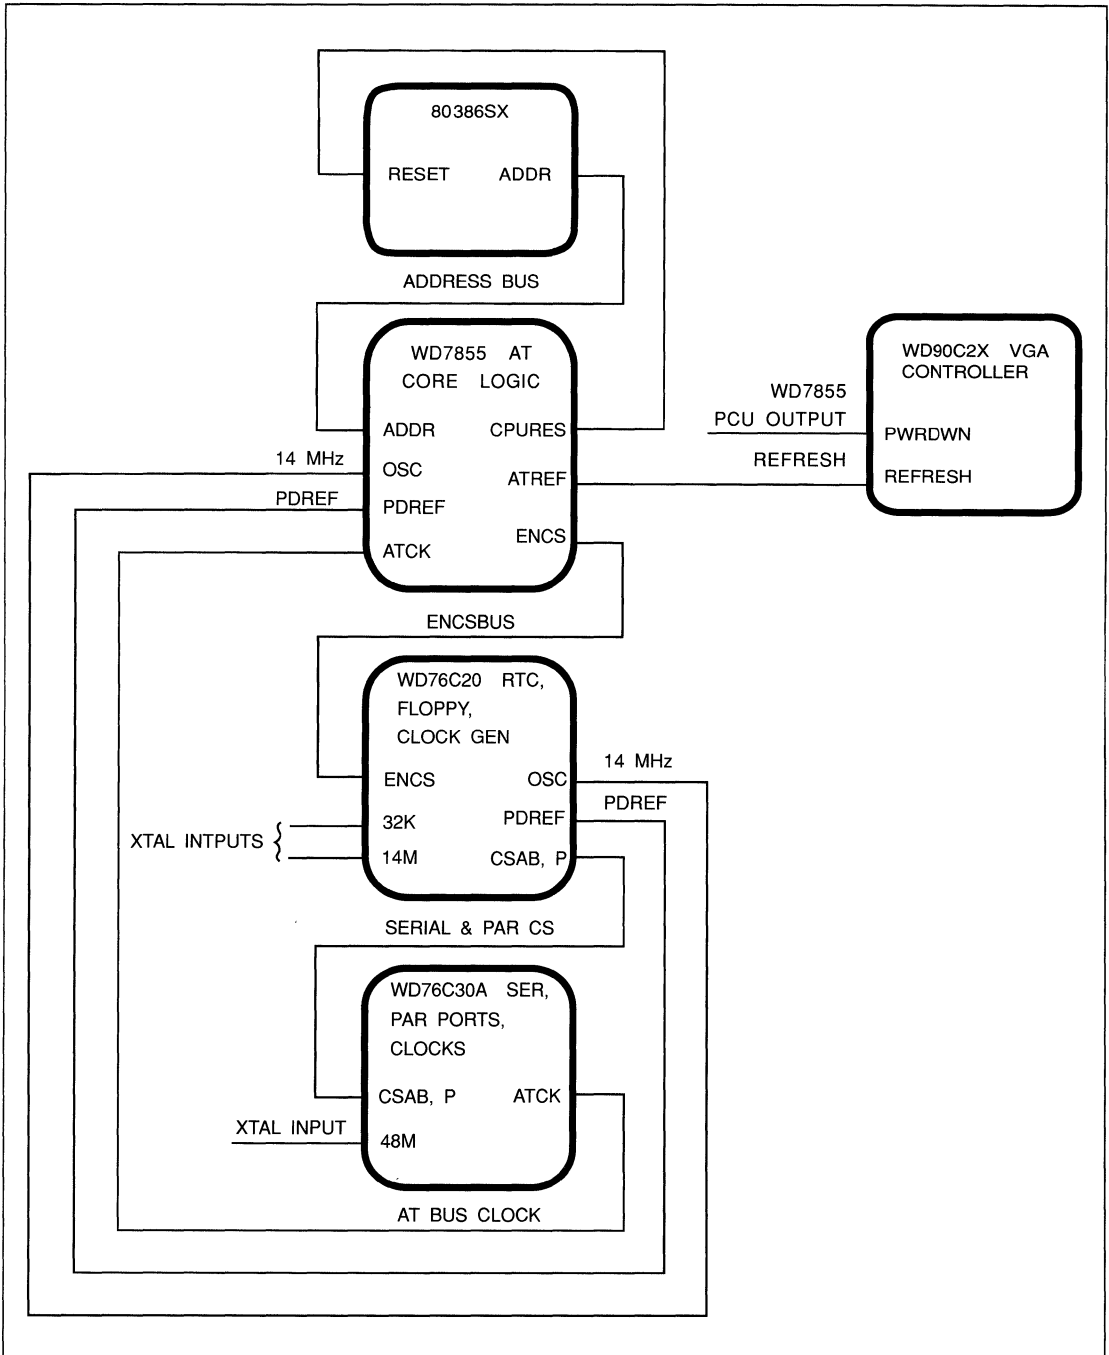 80386SX
RESET ADDR
ADDRESS BUS
WD7855 AT
CORE LOGIC
ADDR CPURES
14 MHz
OSC
ATREF
PDREF
PDREF
ENCS
ATCK
WD90C2X VGA
CONTROLLER
WD7855
PCU OUTPUT
PWRDWN
REFRESH
REFRESH
ENCSBUS
WD76C20 RTC,
FLOPPY,
CLOCK GEN
ENCS OSC
14 MHz
PDREF
PDREF
32K
XTAL INTPUTS {
14M CSAB, P
SERIAL & PAR CS
WD76C30A SER,
PAR PORTS,
CLOCKS
CSAB, P ATCK
XTAL INPUT
48M
AT BUS CLOCK